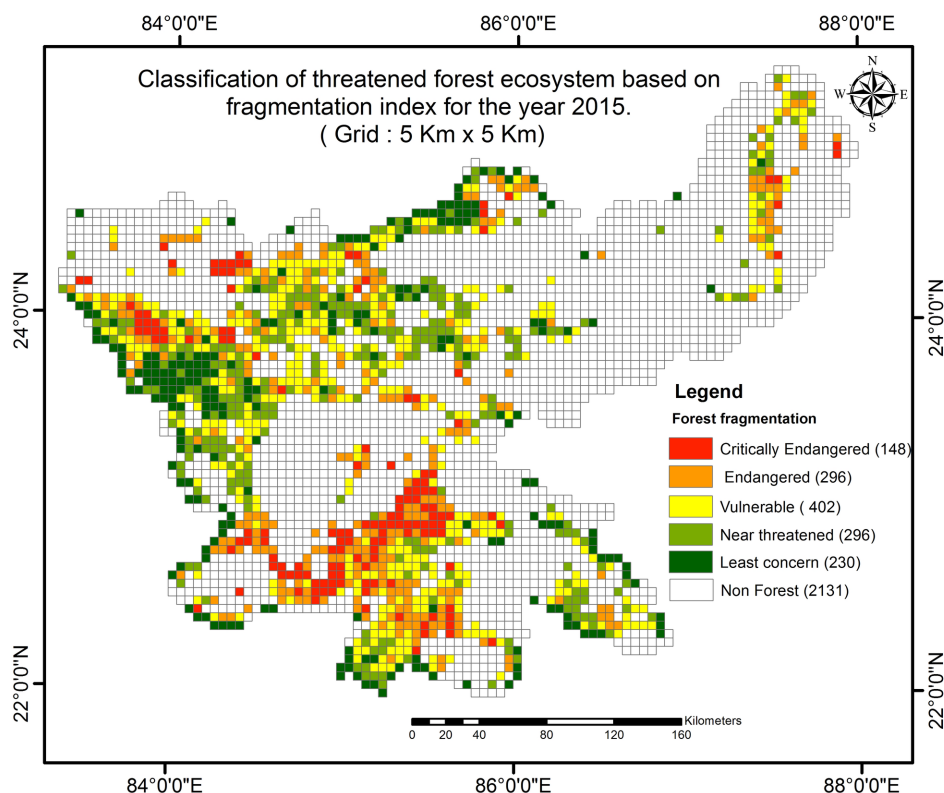 84°0'0"E 86°0'0"E 88°0'0"E
Classification of threatened forest ecosystem based on
fragmentation index for the year 2015.
( Grid : 5 Km x 5 Km)
N
W E
S
24°0'0"N
24°0'0"N
Legend
Forest fragmentation
Critically Endangered (148)
Endangered (296)
Vulnerable ( 402)
Near threatened (296)
Least concern (230)
Non Forest (2131)
22°0'0"N
22°0'0"N
Kilometers
0 20 40 80 120 160
84°0'0"E 86°0'0"E 88°0'0"E